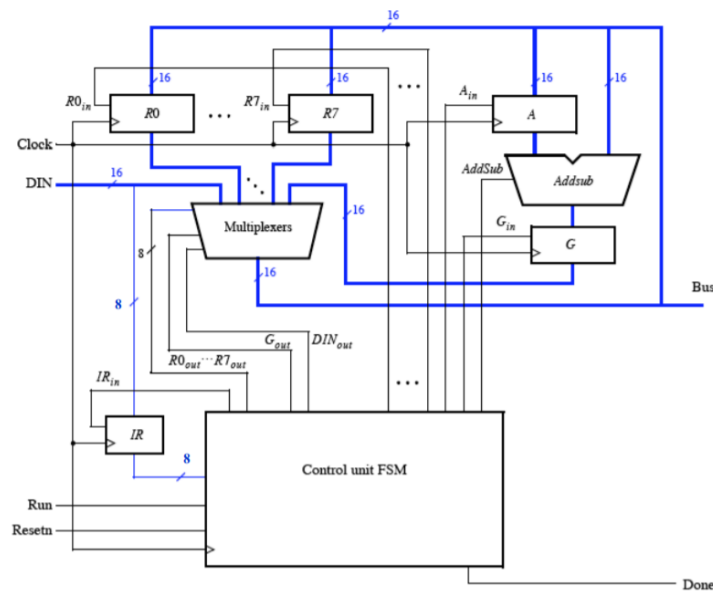 16
16 16 16 16
R0in R7in Ain
R0 ... R7 ... A
Clock
DIN 16 AddSub Addsub
Multiplexers 16 Gin G
8
16 Bus
8 Gout DINout
R0out...R7out
IRin ...
IR
8 Control unit FSM
Run
Resetn
Done